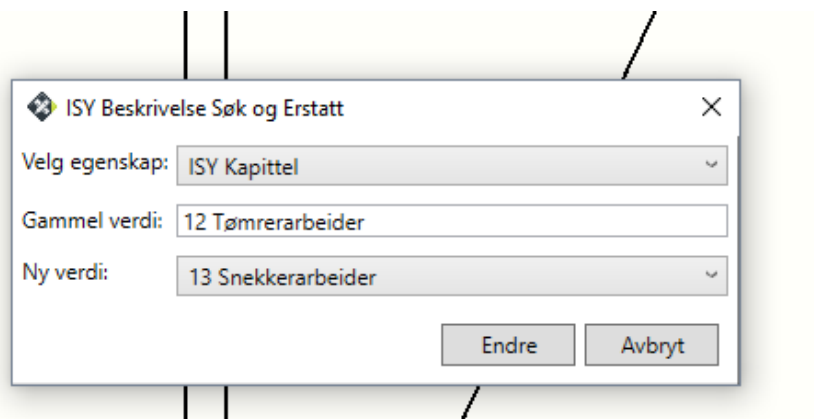 ISY Beskrivelse Søk og Erstatt
Velg egenskap: ISY Kapittel
Gammel verdi: 12 Tømrerarbeider
Ny verdi: 13 Snekkerarbeider
Endre Avbryt